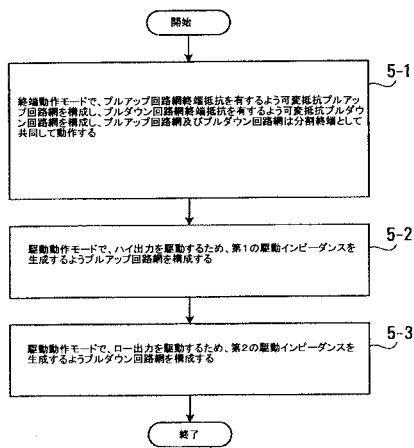 開始
5-1
終端動作モードで、プルアップ回路網終端抵抗を有するよう可変抵抗プルアッ
プ回路網を構成し、プルダウン回路網終端抵抗を有するよう可変抵抗プルダウ
ン回路網を構成し、プルアップ回路網及びプルダウン回路網は分割終端として
共同して動作する
5-2
駆動動作モードで、ハイ出力を駆動するため、第1の駆動インピーダンスを
生成するようプルアップ回路網を構成する
5-3
駆動動作モードで、ロー出力を駆動するため、第2の駆動インピーダンスを
生成するようプルダウン回路網を構成する
終了